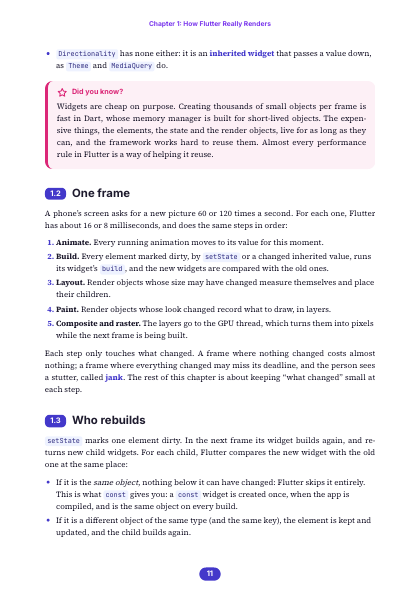 Chapter 1: How Flutter Really Renders
• Directionality has none either: it is an inherited widget that passes a value down,
as Theme and MediaQuery do.
Did you know?
Widgets are cheap on purpose. Creating thousands of small objects per frame is
fast in Dart, whose memory manager is built for short-lived objects. The expen-
sive things, the elements, the state and the render objects, live for as long as they
can, and the framework works hard to reuse them. Almost every performance
rule in Flutter is a way of helping it reuse.
1.2 One frame
A phone's screen asks for a new picture 60 or 120 times a second. For each one, Flutter
has about 16 or 8 milliseconds, and does the same steps in order:
1. Animate. Every running animation moves to its value for this moment.
2. Build. Every element marked dirty, by setState or a changed inherited value, runs
its widget's build, and the new widgets are compared with the old ones.
3. Layout. Render objects whose size may have changed measure themselves and place
their children.
4. Paint. Render objects whose look changed record what to draw, in layers.
5. Composite and raster. The layers go to the GPU thread, which turns them into pixels
while the next frame is being built.
Each step only touches what changed. A frame where nothing changed costs almost
nothing; a frame where everything changed may miss its deadline, and the person sees
a stutter, called jank. The rest of this chapter is about keeping “what changed” small at
each step.
1.3 Who rebuilds
setState marks one element dirty. In the next frame its widget builds again, and re-
turns new child widgets. For each child, Flutter compares the new widget with the old
one at the same place:
• If it is the same object, nothing below it can have changed: Flutter skips it entirely.
This is what const gives you: a const widget is created once, when the app is
compiled, and is the same object on every build.
• If it is a different object of the same type (and the same key), the element is kept and
updated, and the child builds again.
11